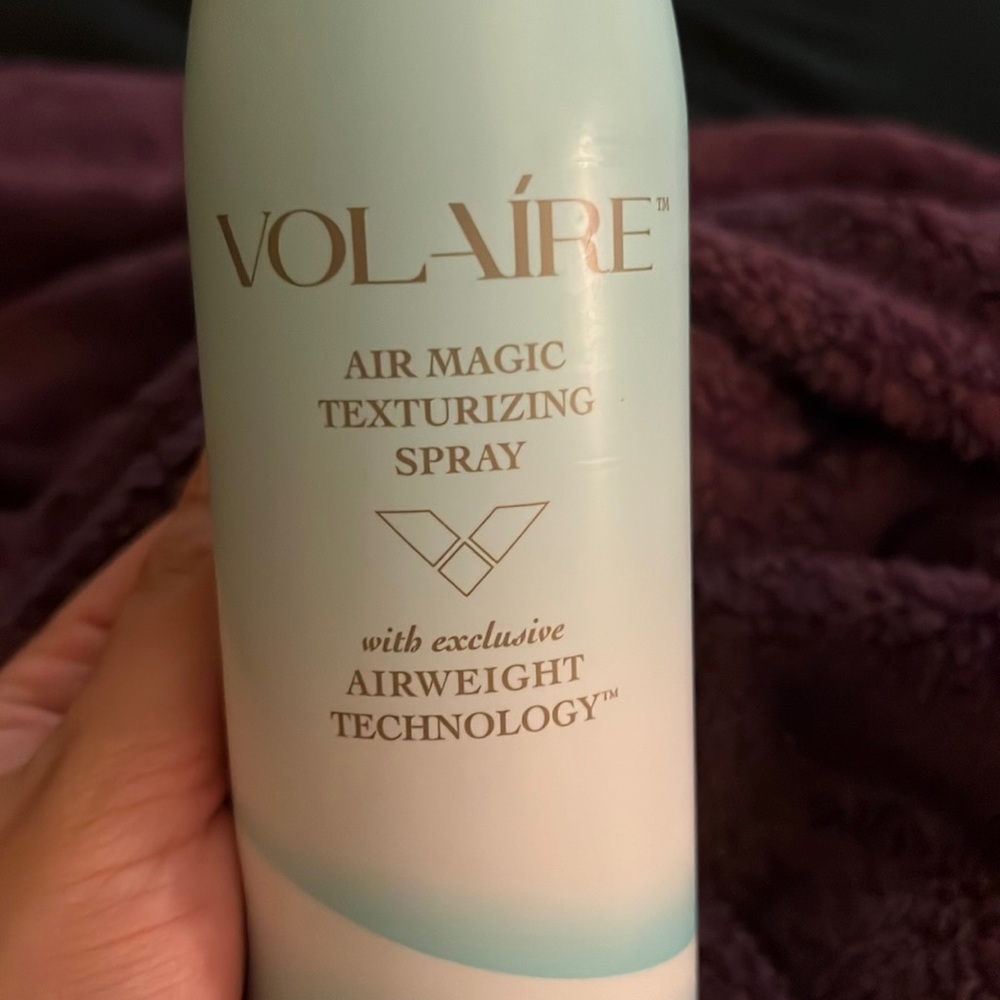 VOLAÍRE™
AIR MAGIC
TEXTURIZING
SPRAY
with exclusive
AIRWEIGHT
TECHNOLOGY™